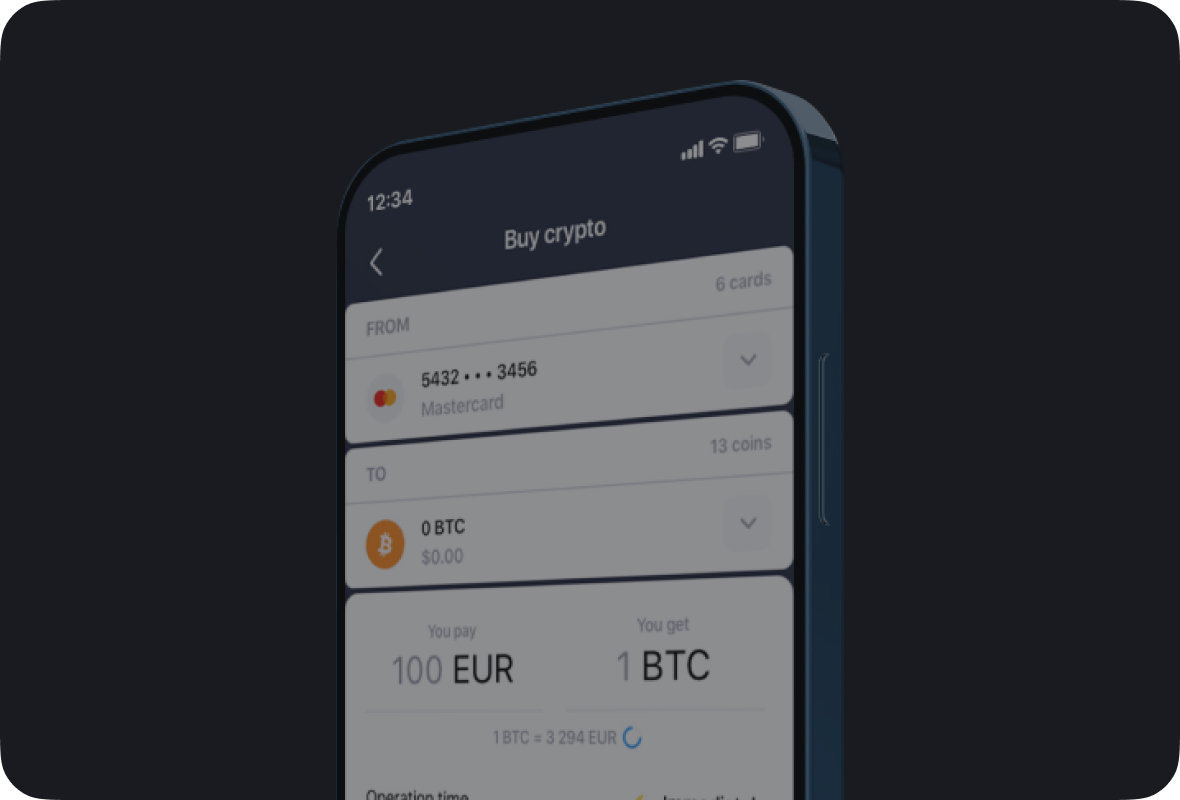 12:34
Buy crypto
FROM
6 cards
5432 • • • 3456
Mastercard
TO
13 coins
0 BTC
$0.00
You pay
You get
100 EUR
1 BTC
1 BTC = 3 294 EUR
Operation time